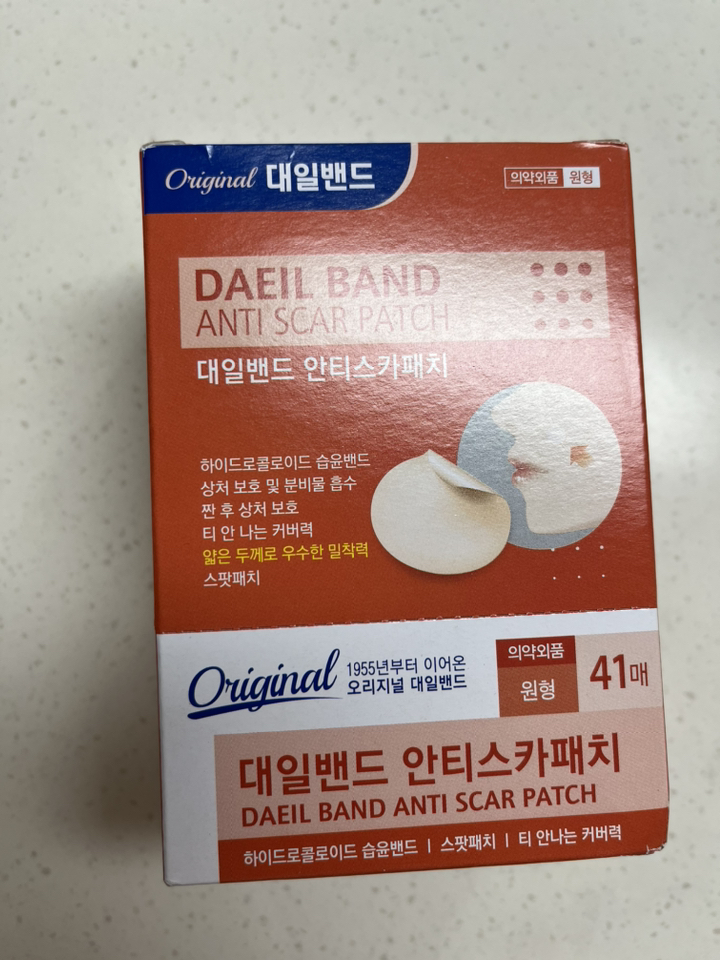 Original 대일밴드
의약외품 원형
DAEIL BAND
ANTI SCAR PATCH
대일밴드 안티스카패치
하이드로콜로이드 습윤밴드
상처 보호 및 분비물 흡수
짠 후 상처 보호
티 안 나는 커버력
얇은 두께로 우수한 밀착력
스팟패치
Original
1955년부터 이어온
오리지널 대일밴드
의약외품
원형
41매
대일밴드 안티스카패치
DAEIL BAND ANTI SCAR PATCH
하이드로콜로이드 습윤밴드 | 스팟패치 | 티 안나는 커버력